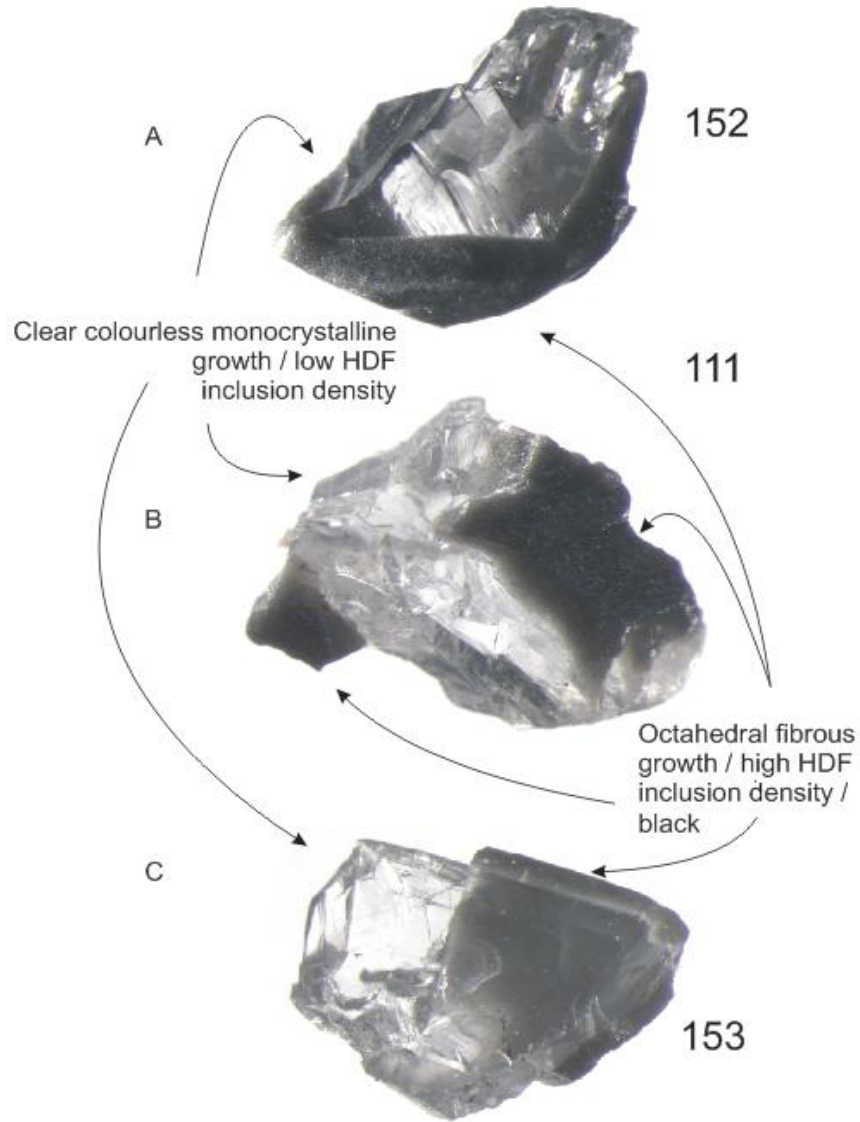 A
152
Clear colourless monocrystalline
growth / low HDF
inclusion density
111
B
Octahedral fibrous
growth / high HDF
inclusion density /
black
C
153